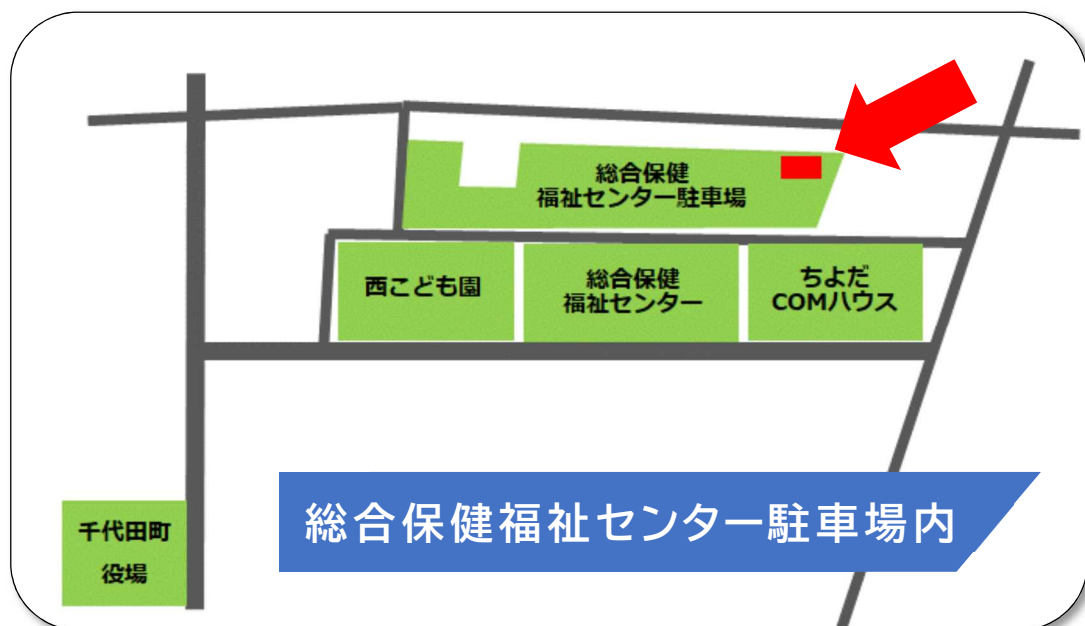 総合保健
福祉センター駐車場
西こども園
総合保健
福祉センター
ちよだ
COMハウス
千代田町
役場
総合保健福祉センター駐車場内